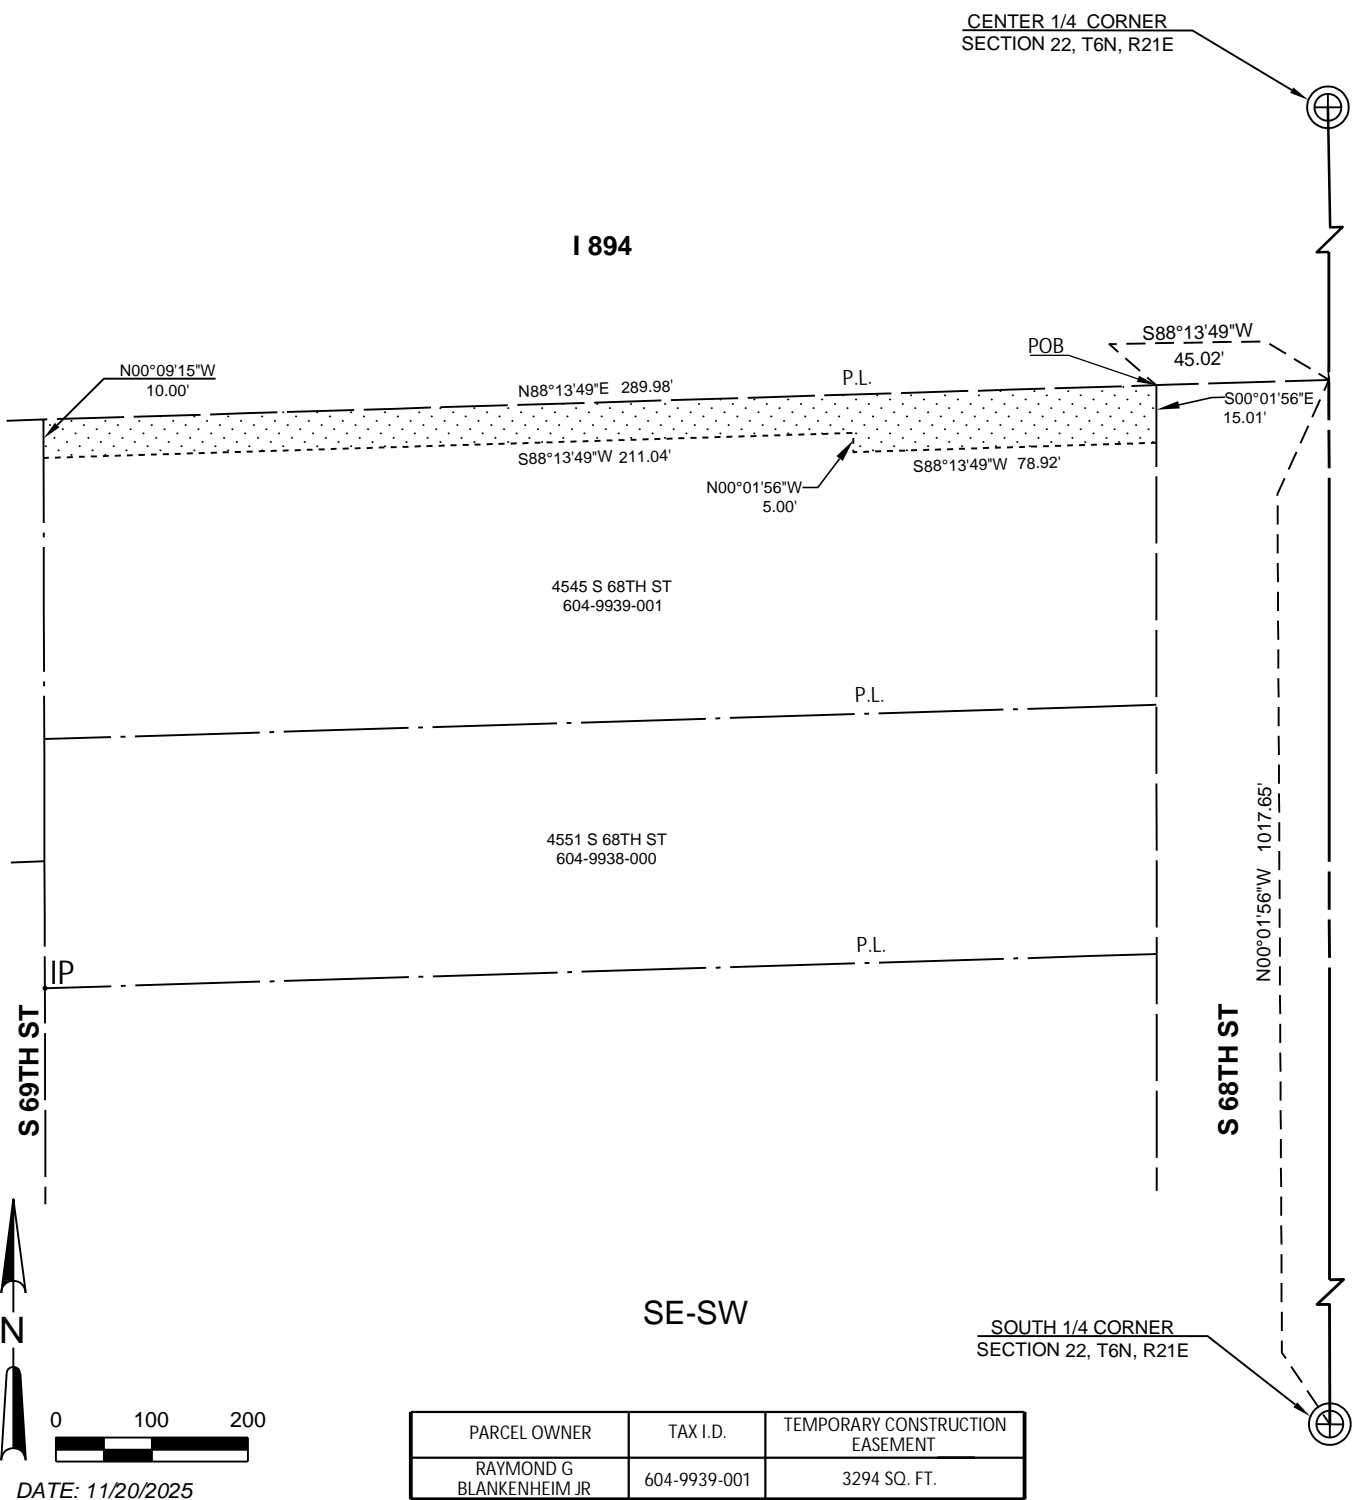 CENTER 1/4 CORNER
SECTION 22, T6N, R21E
I 894
S88°13'49"W
45.02'
POB
N00°09'15"W
10.00'
N88°13'49"E 289.98'
P.L.
S00°01'56"E
15.01'
S88°13'49"W 211.04'
S88°13'49"W 78.92'
N00°01'56"W
5.00'
4545 S 68TH ST
604-9939-001
P.L.
4551 S 68TH ST
604-9938-000
N00°01'56"W 1017.65'
P.L.
IP
S 69TH ST
S 68TH ST
N
SE-SW
SOUTH 1/4 CORNER
SECTION 22, T6N, R21E
0 100 200
DATE: 11/20/2025
PARCEL OWNER TAX I.D. TEMPORARY CONSTRUCTION
EASEMENT
RAYMOND G
BLANKENHEIM JR 604-9939-001 3294 SQ. FT.